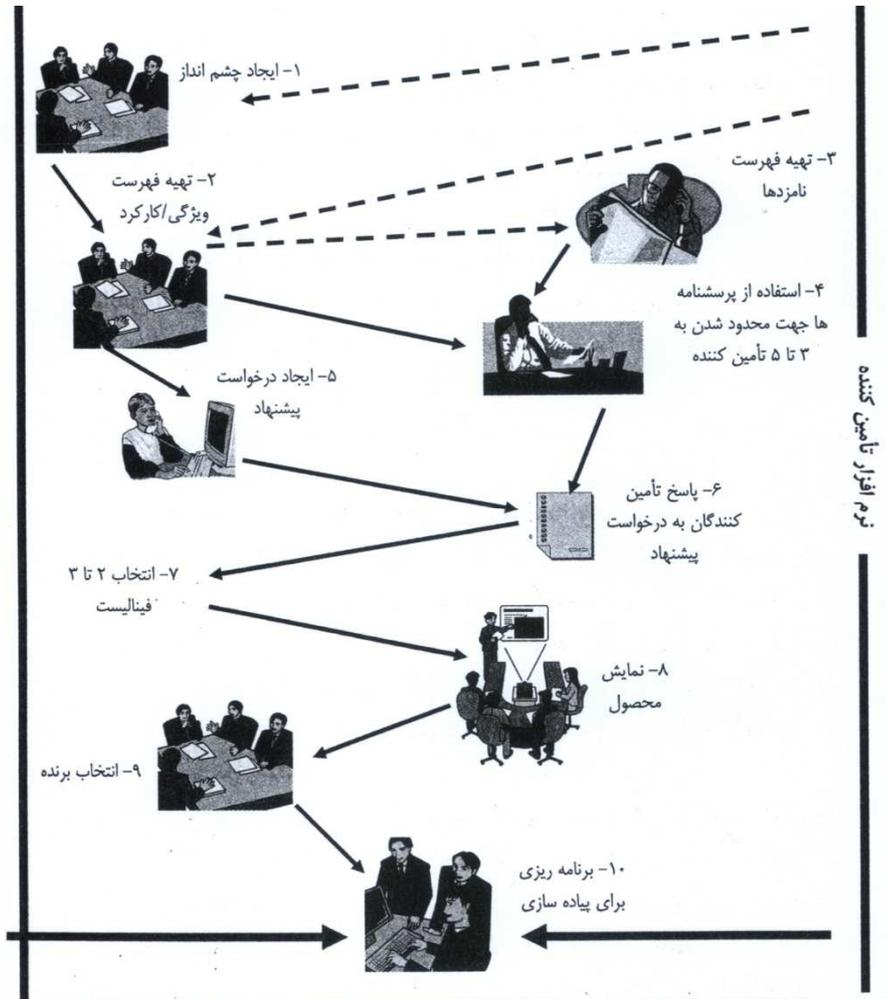 ۱- ایجاد چشم انداز
۲- تهیه فهرست
ویژگی/کارکرد
۳- تهیه فهرست
نامزدها
۴- استفاده از پرسشنامه
ها جهت محدود شدن به
۳ تا ۵ تأمین کننده
۵- ایجاد درخواست
پیشنهاد
۶- پاسخ تأمین
کنندگان به درخواست
پیشنهاد
۷- انتخاب ۲ تا ۳
فینالیست
۸- نمایش
محصول
۹- انتخاب برنده
۱۰- برنامه ریزی
برای پیاده سازی
نرم افزار تأمین کننده